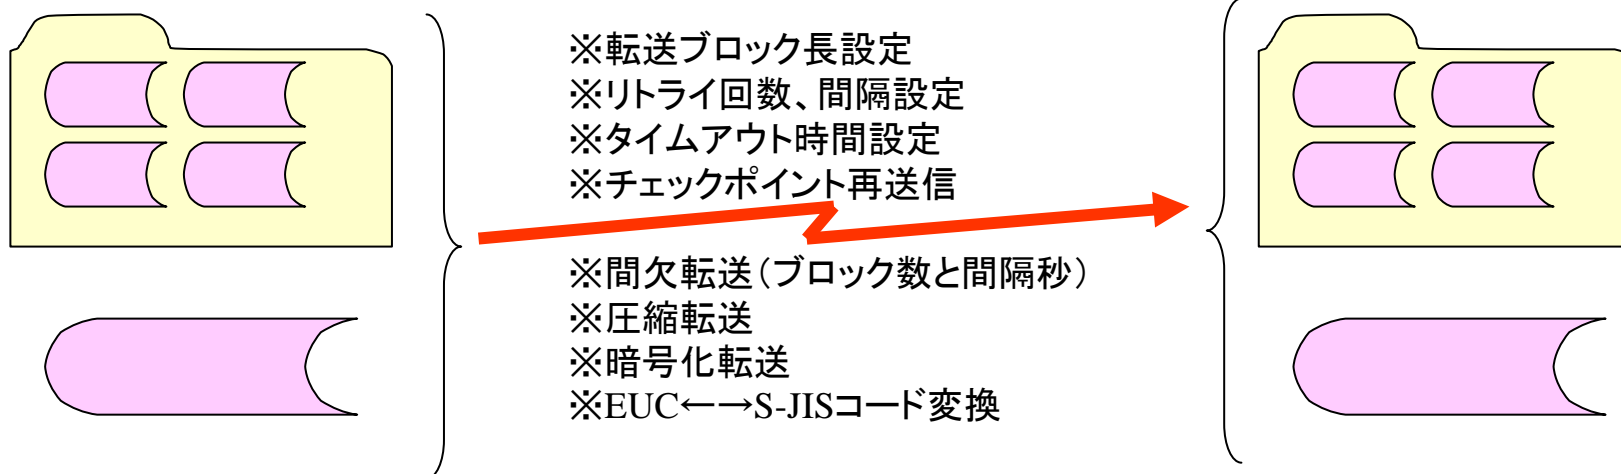 ※転送ブロック長設定
※リトライ回数、間隔設定
※タイムアウト時間設定
※チェックポイント再送信
※間欠転送(ブロック数と間隔秒)
※圧縮転送
※暗号化転送
※EUC←→S-JISコード変換